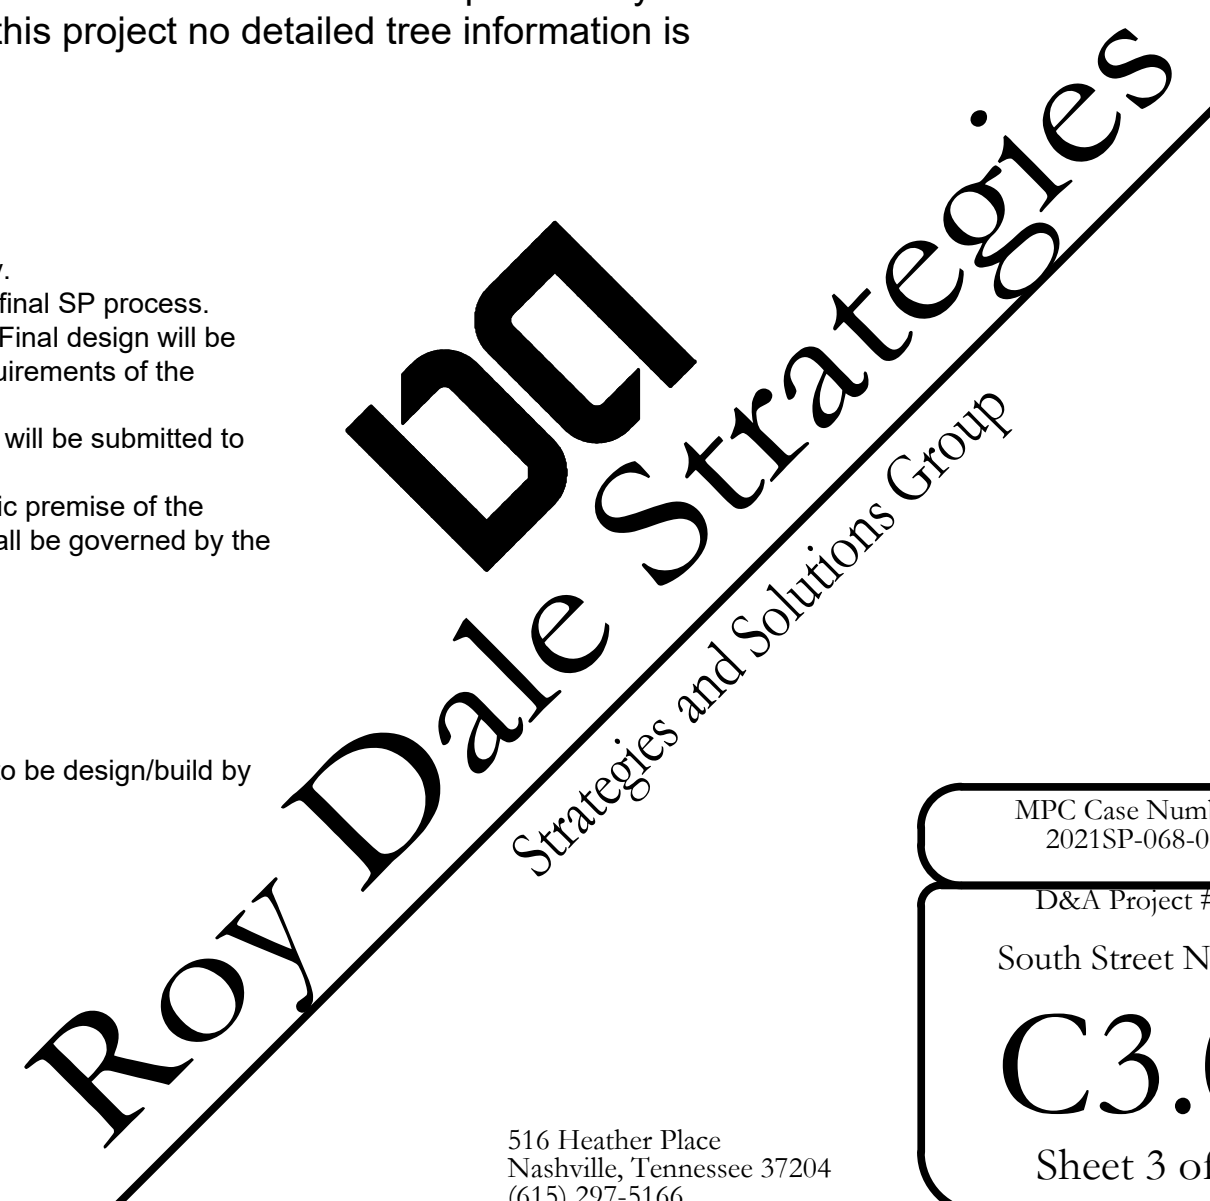 this project no detailed tree information is
y.
final SP process.
Final design will be
uirements of the
will be submitted to
ic premise of the
all be governed by the
to be design/build by
Roy Dale Strategies
Strategies and Solutions Group
MPC Case Numb
2021SP-068-0
D&A Project #
South Street N
C3.0
Sheet 3 of
516 Heather Place
Nashville, Tennessee 37204
(615) 297-5166